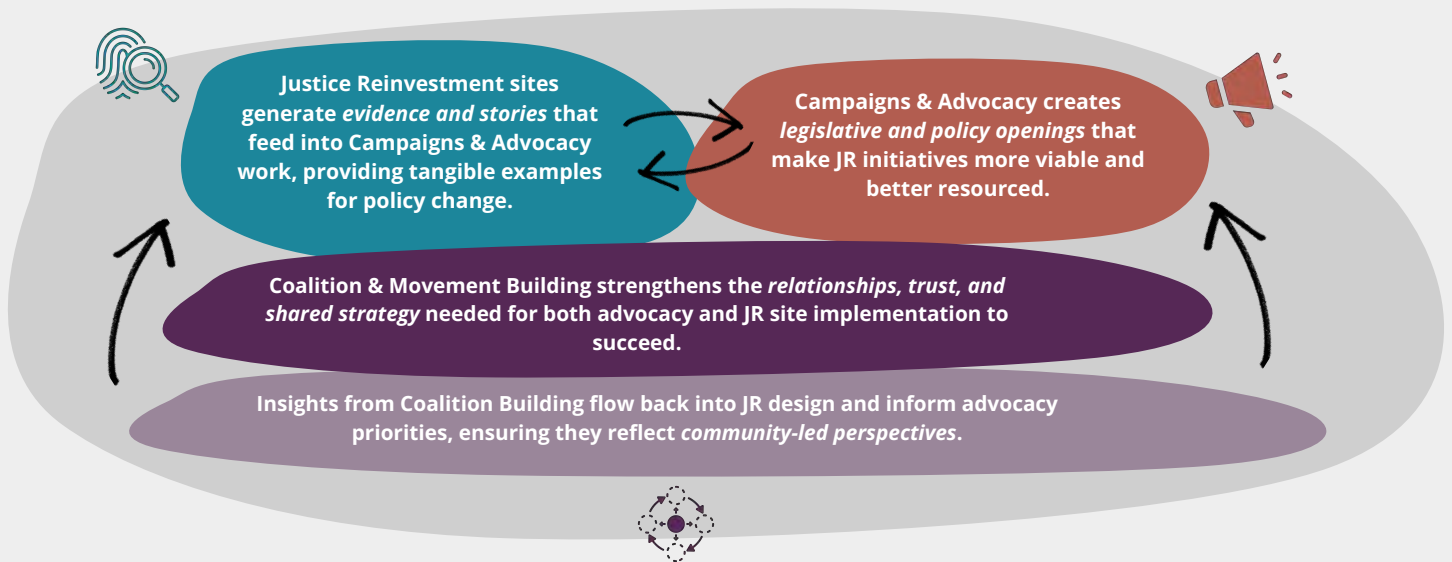 Justice Reinvestment sites
generate evidence and stories that
feed into Campaigns & Advocacy
work, providing tangible examples
for policy change.
Campaigns & Advocacy creates
legislative and policy openings that
make JR initiatives more viable and
better resourced.
Coalition & Movement Building strengthens the relationships, trust, and
shared strategy needed for both advocacy and JR site implementation to
succeed.
Insights from Coalition Building flow back into JR design and inform advocacy
priorities, ensuring they reflect community-led perspectives.